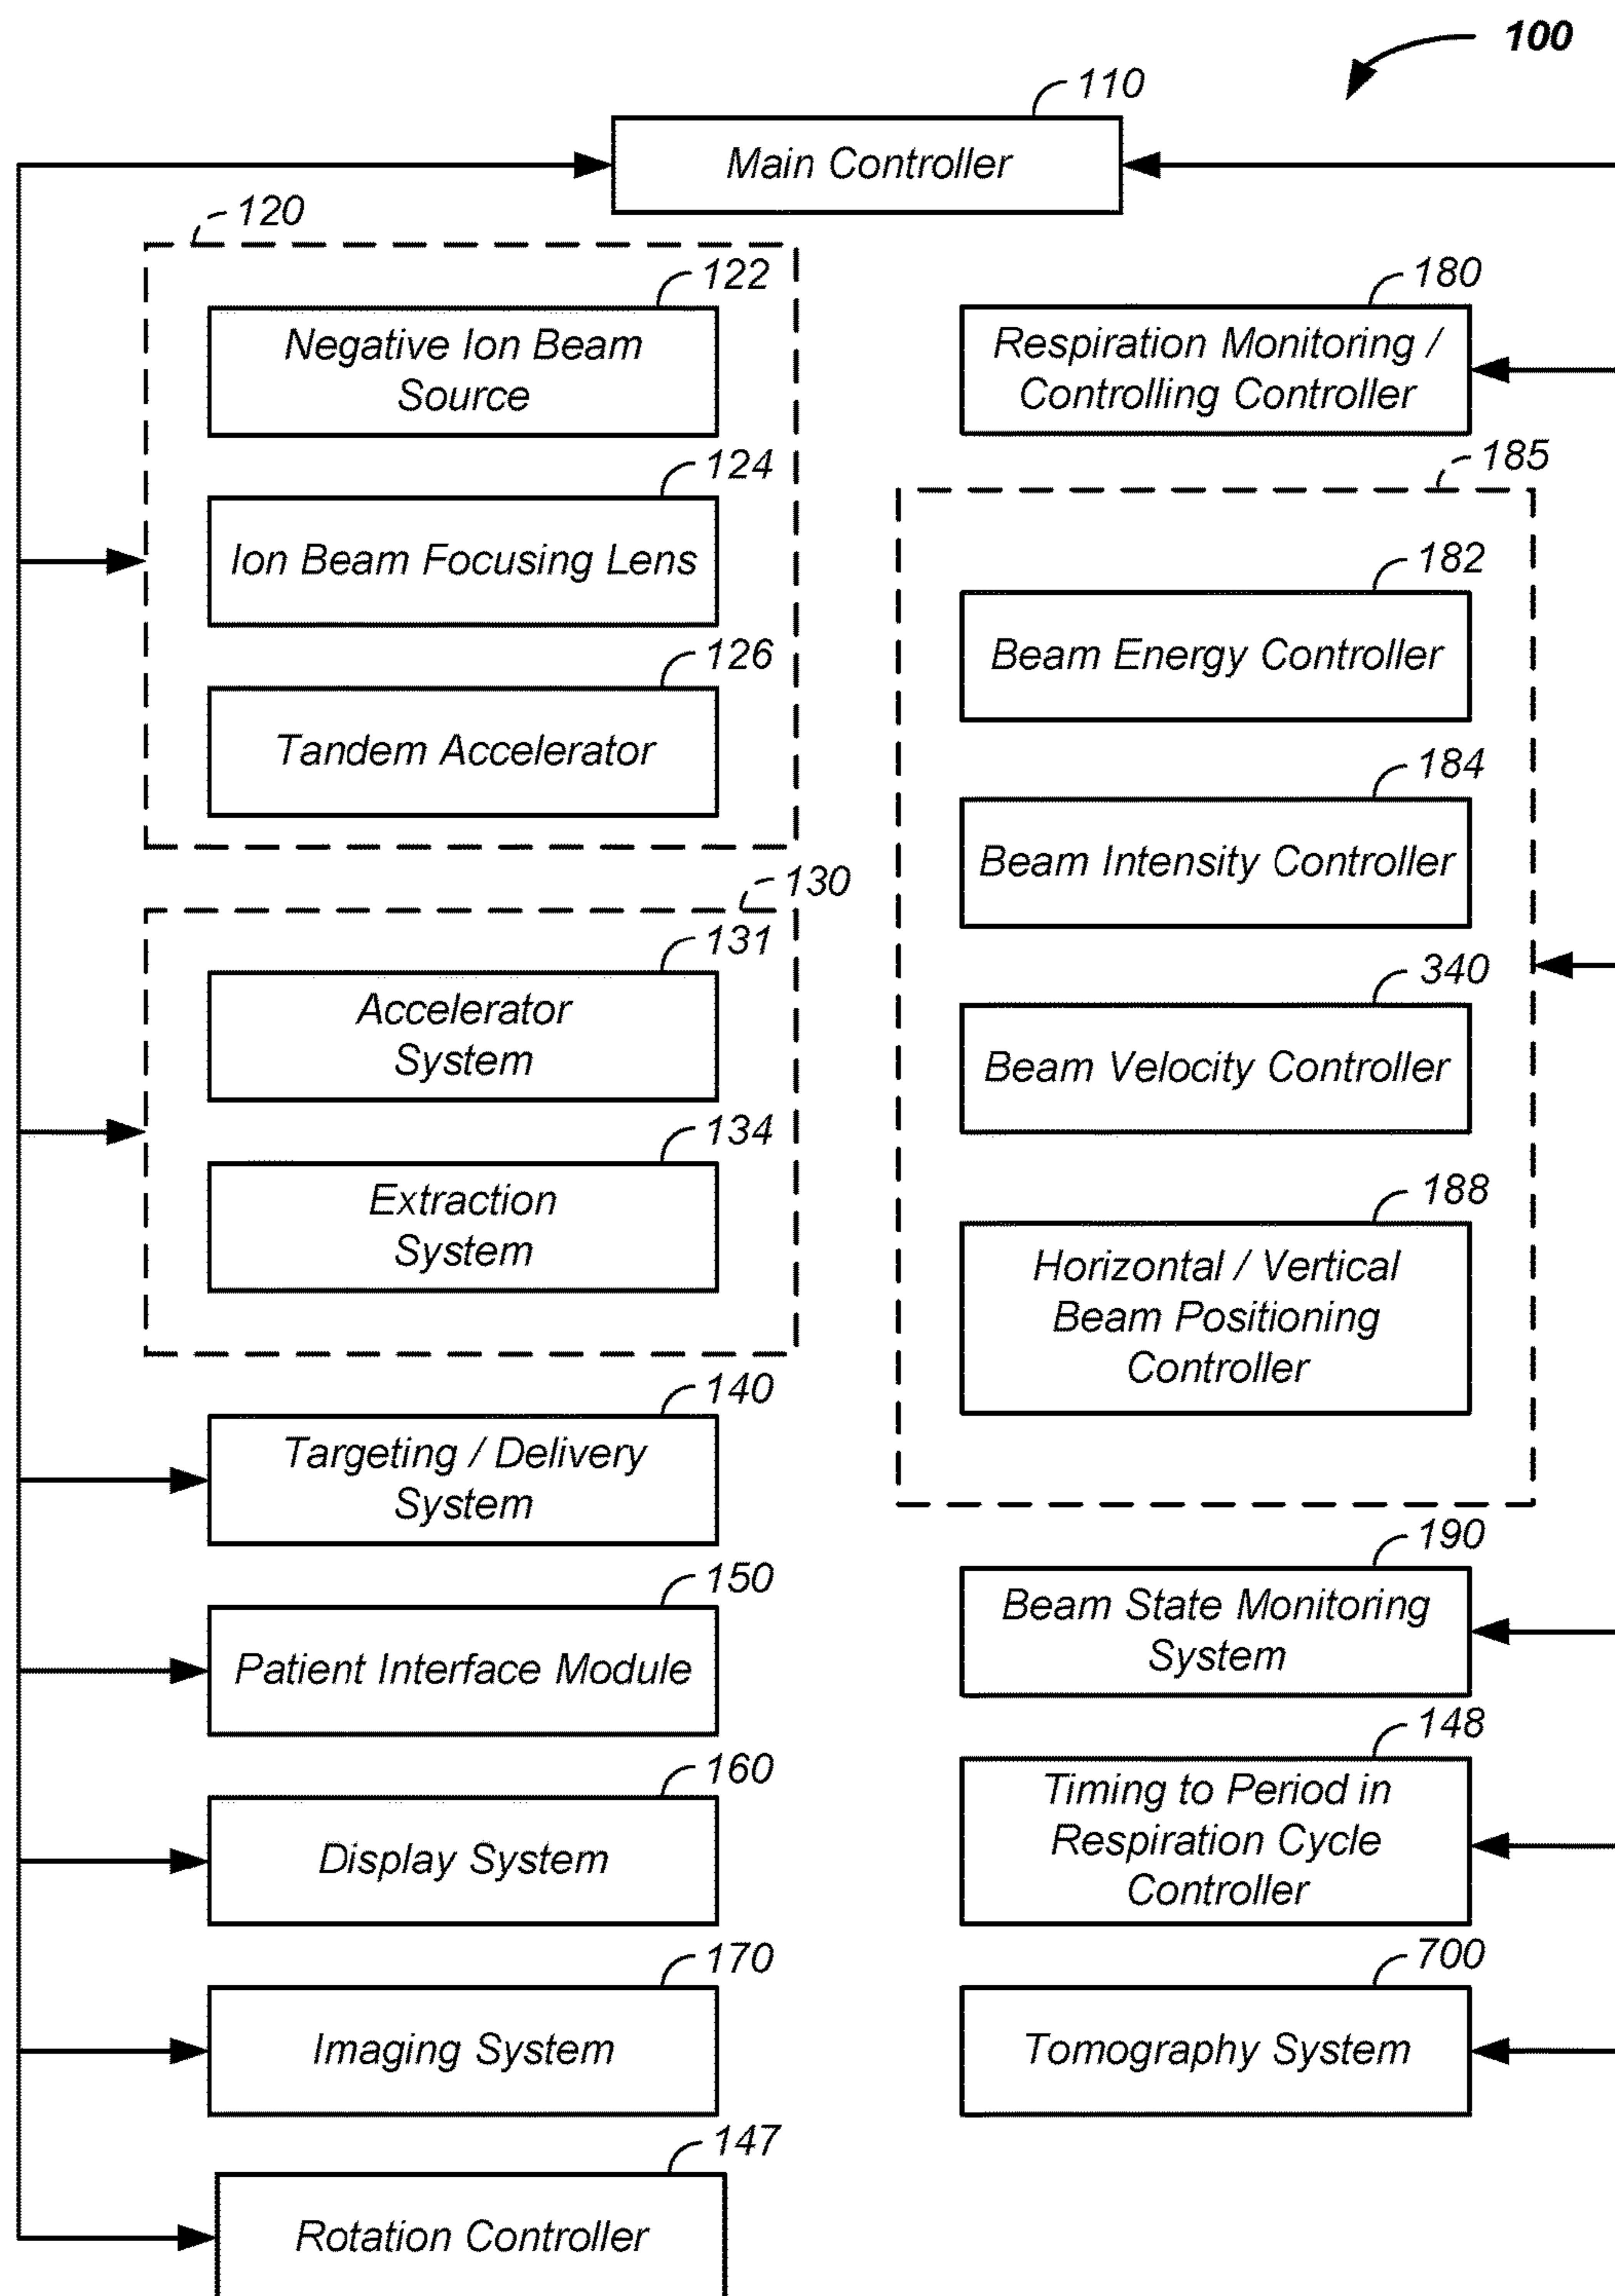 100
110
Main Controller
120
122
Negative Ion Beam
Source
124
Ion Beam Focusing Lens
126
Tandem Accelerator
130
131
Accelerator
System
134
Extraction
System
140
Targeting / Delivery
System
150
Patient Interface Module
160
Display System
170
Imaging System
147
Rotation Controller
180
Respiration Monitoring /
Controlling Controller
185
182
Beam Energy Controller
184
Beam Intensity Controller
340
Beam Velocity Controller
188
Horizontal / Vertical
Beam Positioning
Controller
190
Beam State Monitoring
System
148
Timing to Period in
Respiration Cycle
Controller
700
Tomography System